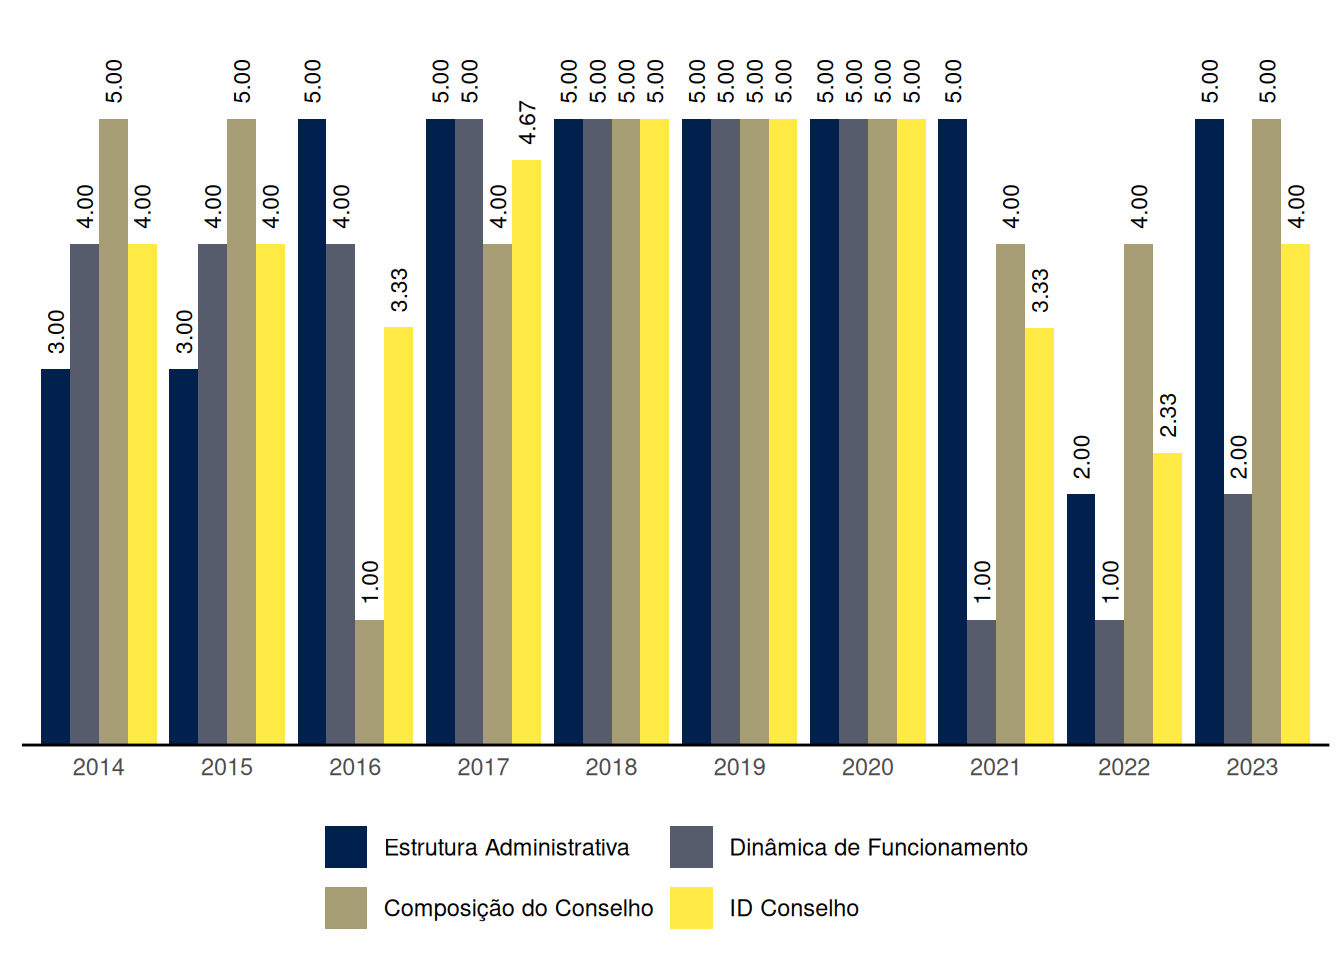 3.00 4.00 5.00 4.00
3.00 4.00 5.00 4.00
5.00 4.00 1.00 3.33
5.00 5.00 4.00 4.67
5.00 5.00 5.00 5.00
5.00 5.00 5.00 5.00
5.00 5.00 5.00 5.00
5.00 1.00 4.00 3.33
2.00 1.00 4.00 2.33
5.00 2.00 5.00 4.00
2014 2015 2016 2017 2018 2019 2020 2021 2022 2023
Estrutura Administrativa Dinâmica de Funcionamento
Composição do Conselho ID Conselho